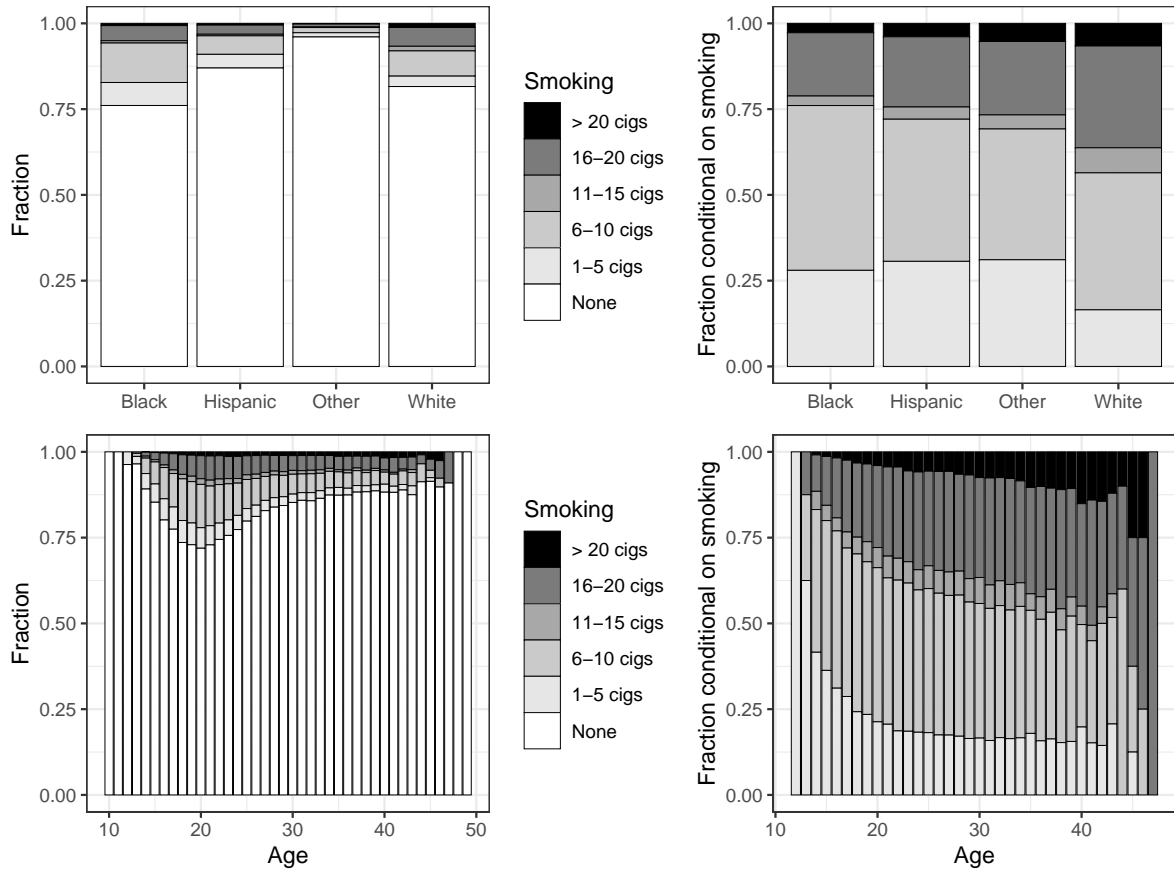 Fraction
1.00
0.75
0.50
0.25
0.00
Black Hispanic Other White
Smoking
> 20 cigs
16−20 cigs
11−15 cigs
6−10 cigs
1−5 cigs
None
Fraction conditional on smoking
1.00
0.75
0.50
0.25
0.00
Black Hispanic Other White
Fraction
1.00
0.75
0.50
0.25
0.00
10 20 30 40 50
Age
Smoking
> 20 cigs
16−20 cigs
11−15 cigs
6−10 cigs
1−5 cigs
None
Fraction conditional on smoking
1.00
0.75
0.50
0.25
0.00
10 20 30 40
Age